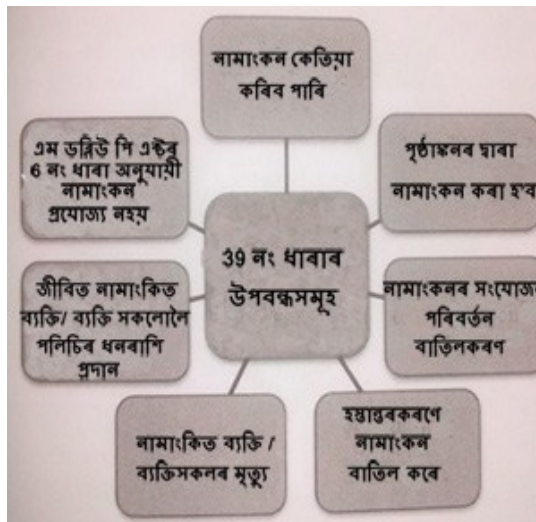 নামাংকন কেতিয়া
কৰিব পাৰি
পৃষ্ঠাঙ্কনৰ দ্বাৰা
নামাংকন কৰা হ'ব
নামাংকনৰ সংযোজন
পৰিবৰ্তন
বাতিলকৰণ
হস্তান্তৰকৰণে
নামাংকন
বাতিল কৰে
নামাংকিত ব্যক্তি /
ব্যক্তিসকলৰ মৃত্যু
জীৱিত নামাংকিত
ব্যক্তি/ ব্যক্তি সকলোলৈ
পলিচিৰ ধনৰাশি
প্ৰদান
এম ডব্লিউ পি এক্টৰ
6 নং ধাৰা অনুযায়ী
নামাংকন
প্ৰযোজ্য নহয়
39 নং ধাৰাৰ
উপবন্ধসমূহ